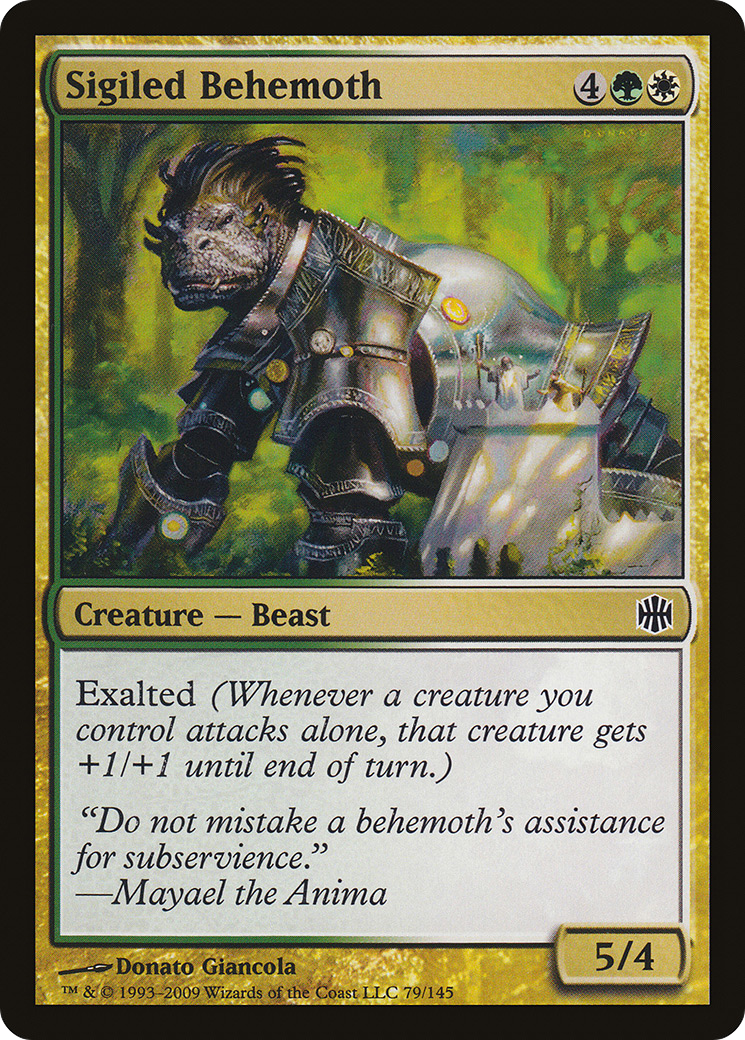 Sigiled Behemoth 4
DONATO
Creature — Beast
Exalted (Whenever a creature you
control attacks alone, that creature gets
+1/+1 until end of turn.)
“Do not mistake a behemoth’s assistance
for subservience.”
—Mayael the Anima
5/4
Donato Giancola
™ & © 1993–2009 Wizards of the Coast LLC 79/145